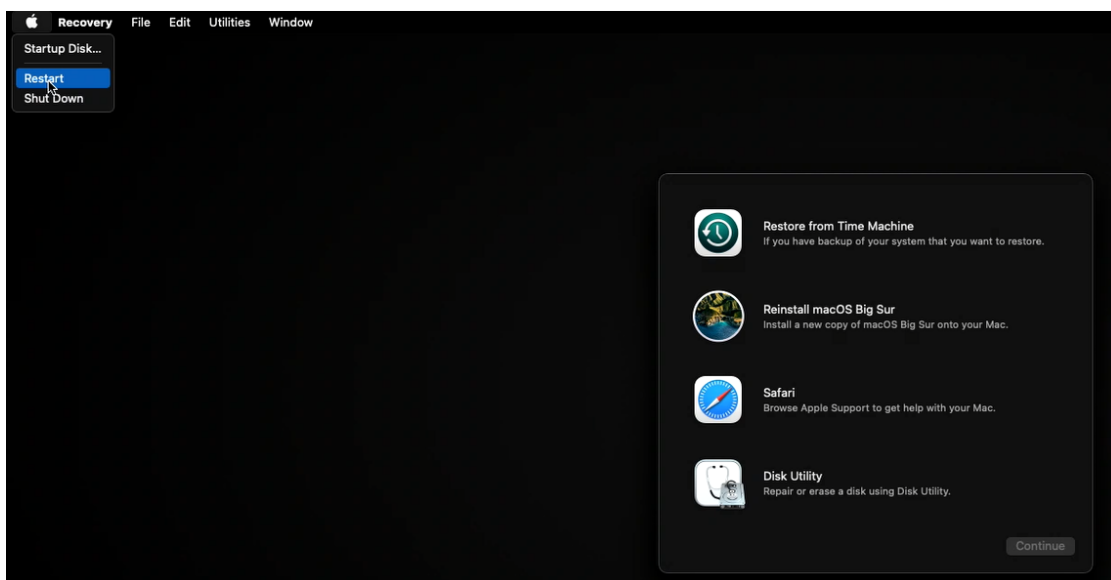 Recovery File Edit Utilities Window
Startup Disk...
Restart
Shut Down
Restore from Time Machine
If you have backup of your system that you want to restore.
Reinstall macOS Big Sur
Install a new copy of macOS Big Sur onto your Mac.
Safari
Browse Apple Support to get help with your Mac.
Disk Utility
Repair or erase a disk using Disk Utility.
Continue